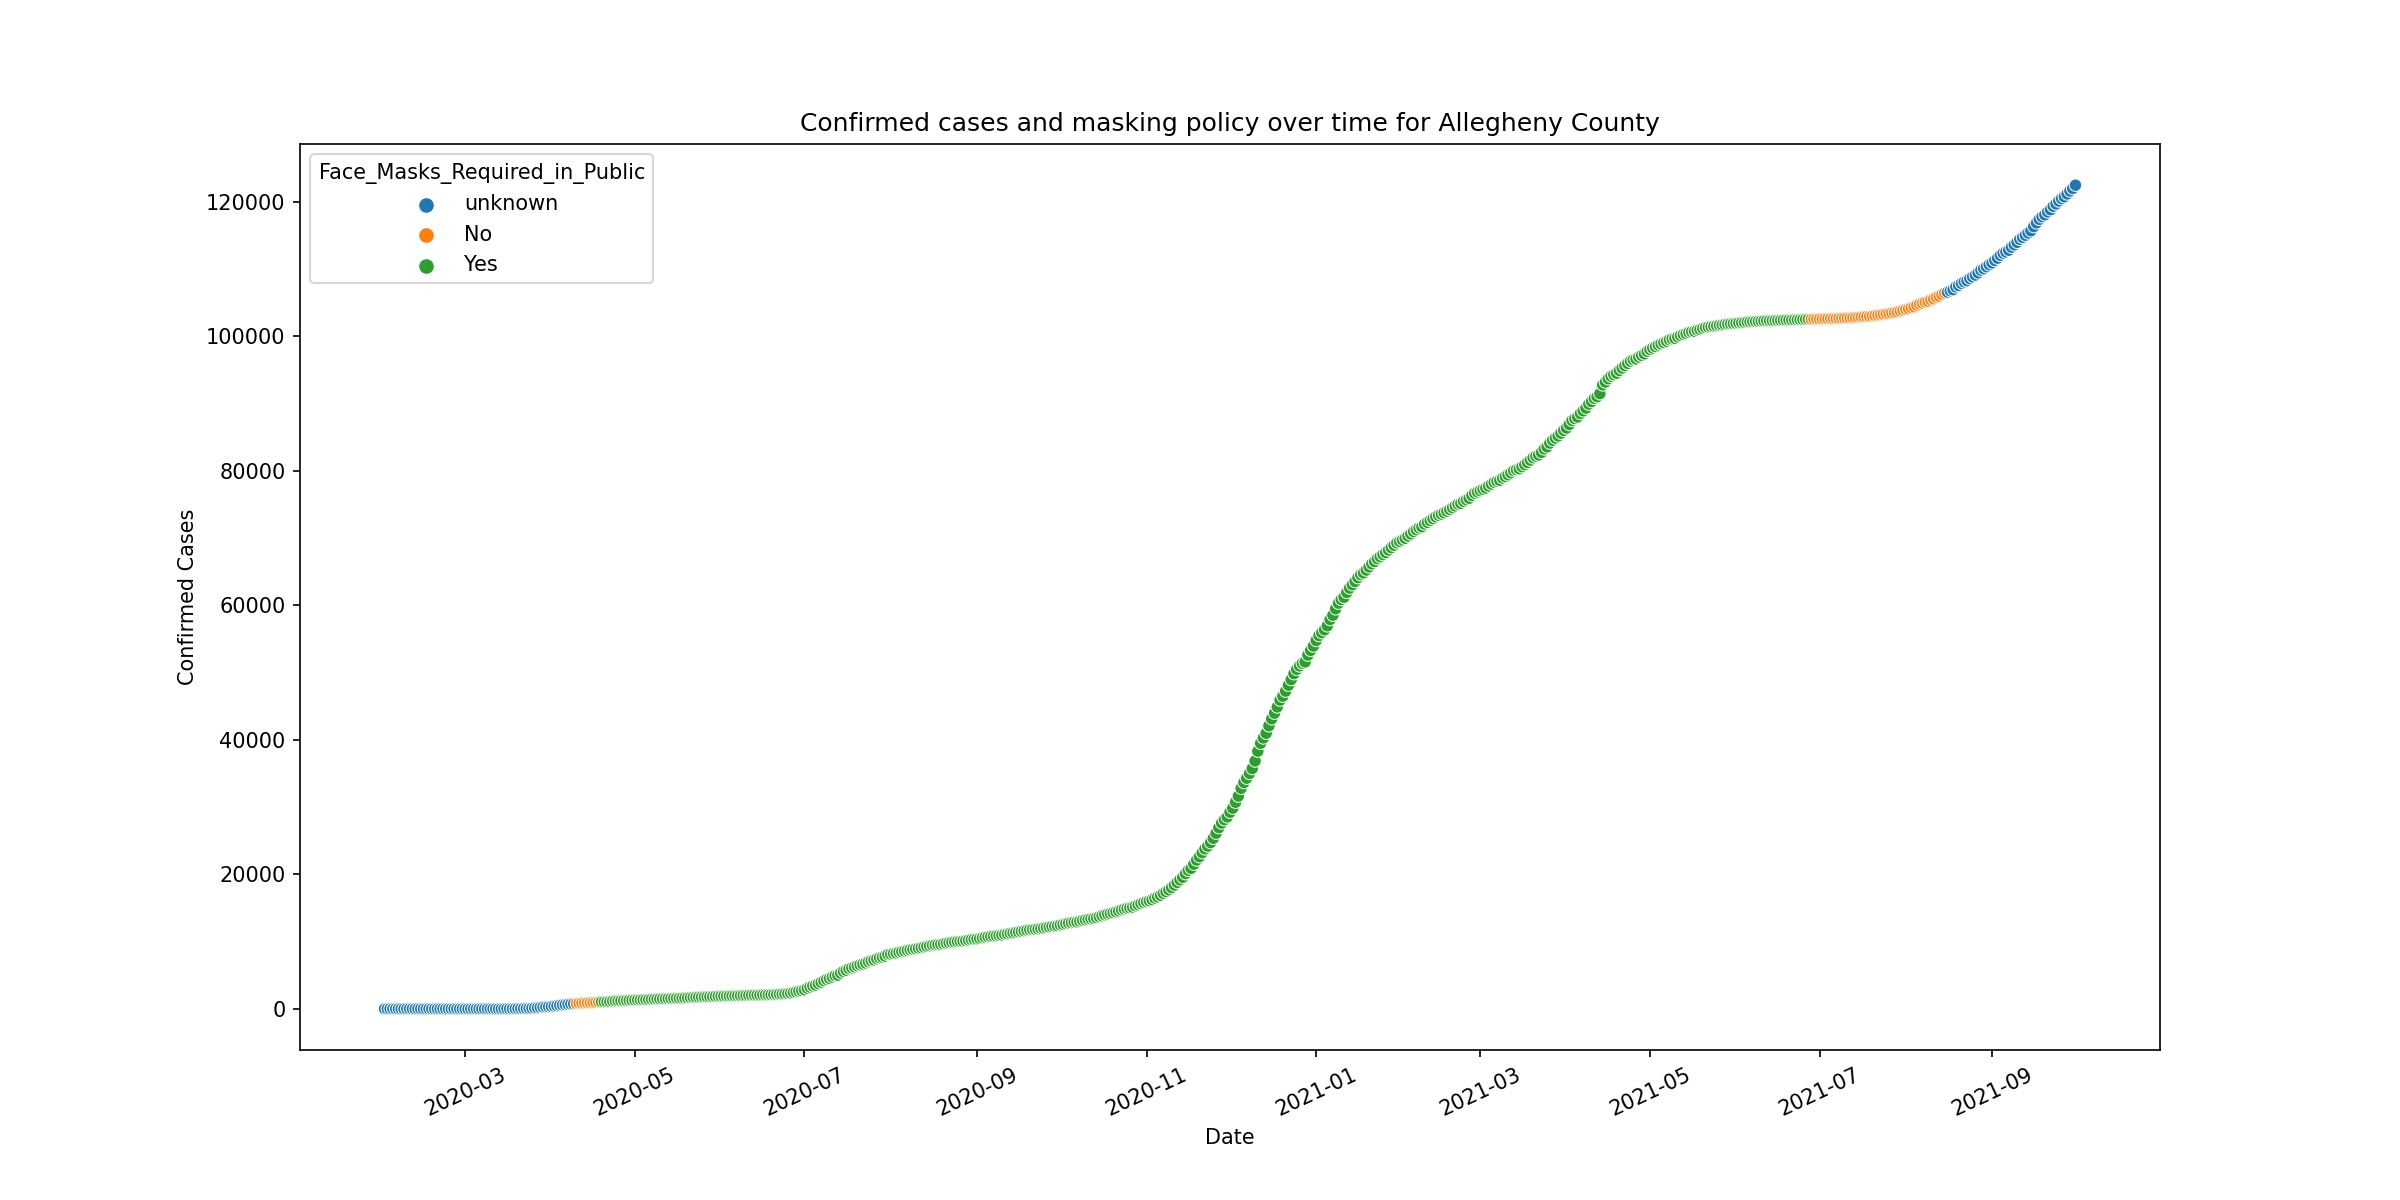 Confirmed cases and masking policy over time for Allegheny County
Face_Masks_Required_in_Public
unknown
No
Yes
120000
100000
80000
60000
40000
20000
0
Confirmed Cases
2020-03
2020-05
2020-07
2020-09
2020-11
2021-01
2021-03
2021-05
2021-07
2021-09
Date